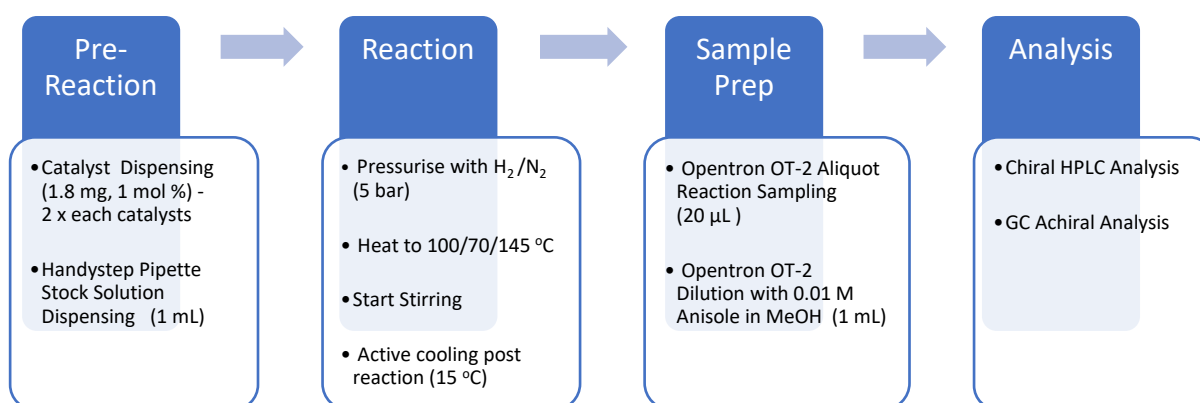 Pre-
Reaction
Reaction
Sample
Prep
Analysis
•Catalyst Dispensing
(1.8 mg, 1 mol %) -
2 x each catalysts
•Handystep Pipette
Stock Solution
Dispensing (1 mL)
• Pressurise with H₂/N₂
(5 bar)
• Heat to 100/70/145 °C
•Start Stirring
• Active cooling post
reaction (15 °C)
• Opentron OT-2 Aliquot
Reaction Sampling
(20 µL )
• Opentron OT-2
Dilution with 0.01 M
Anisole in MeOH (1 mL)
•Chiral HPLC Analysis
•GC Achiral Analysis